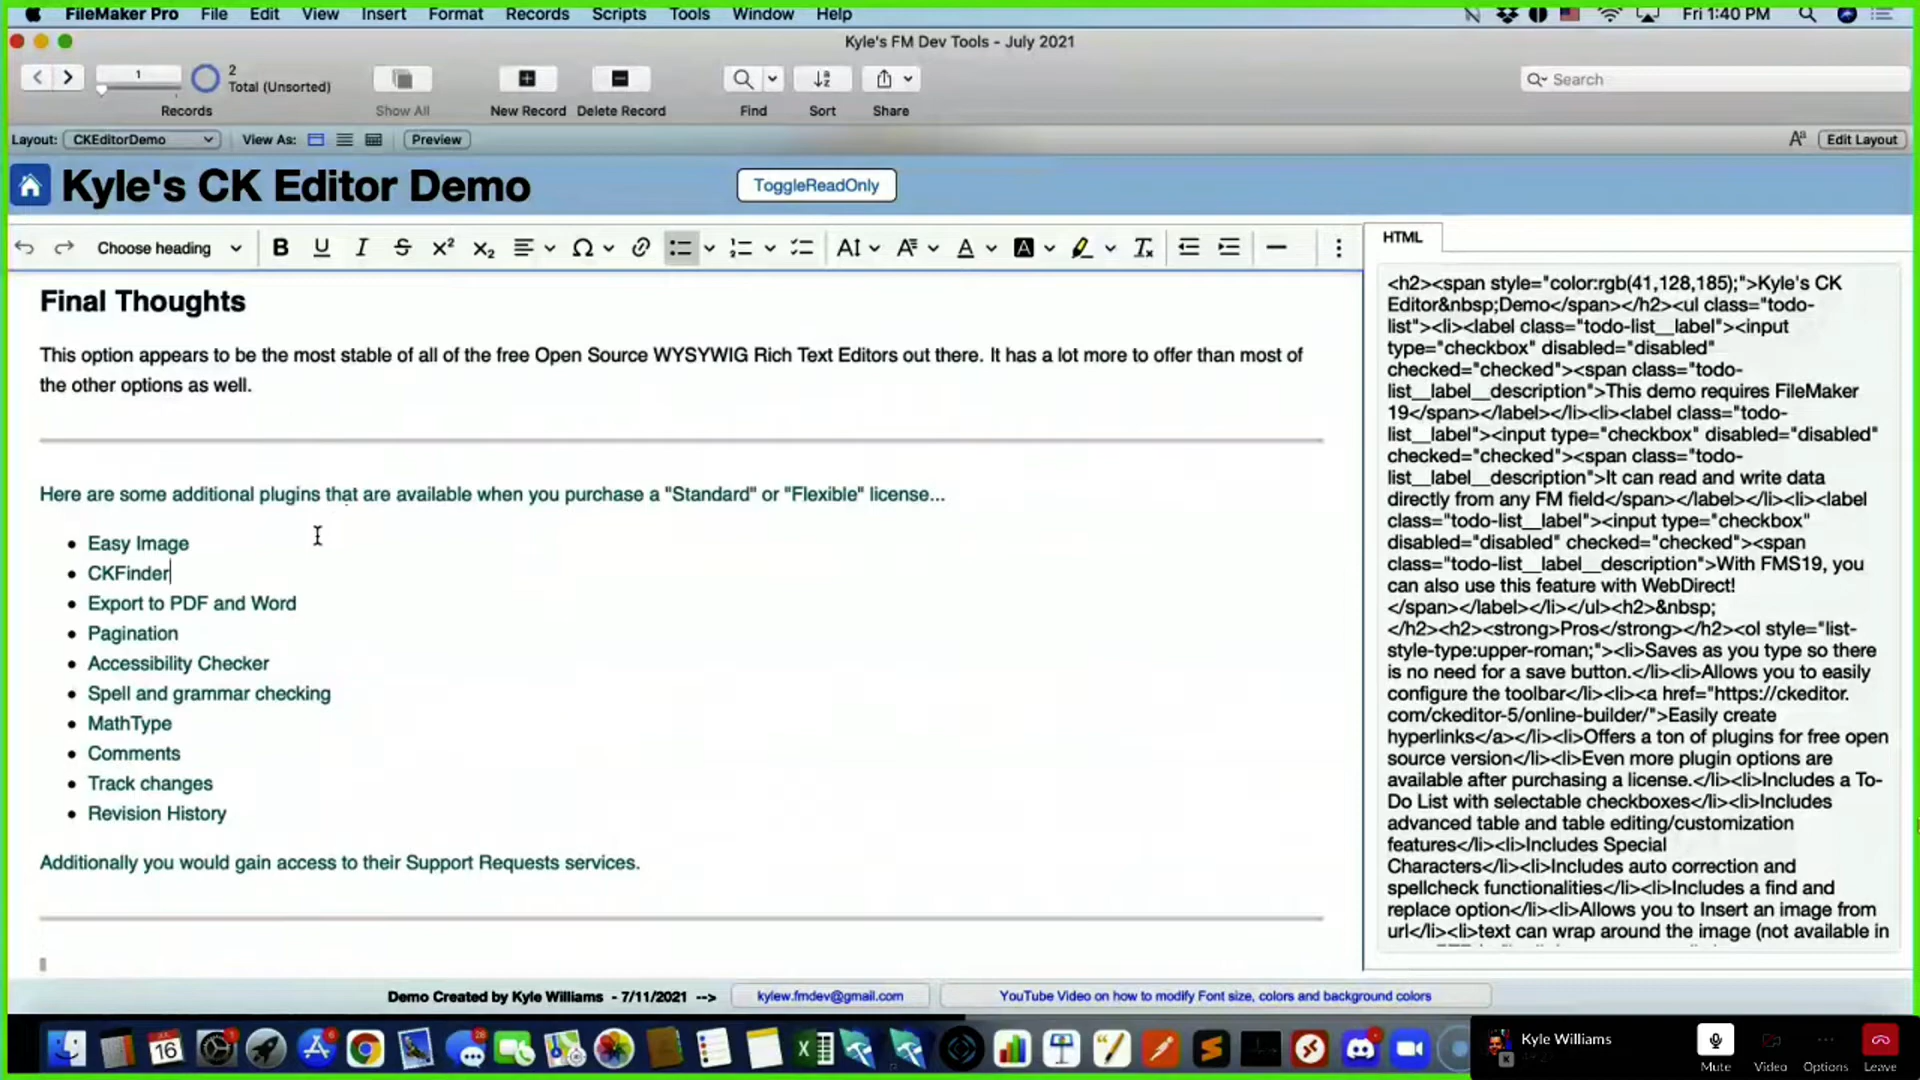 FileMaker Pro File Edit View Insert Format Records Scripts Tools Window Help Fri 1:40 PM
Kyle's FM Dev Tools - July 2021
1 2 Total (Unsorted) Search
Records Show All New Record Delete Record Find Sort Share
Layout: CKEditorDemo View As: Preview Edit Layout
Kyle's CK Editor Demo ToggleReadOnly
Choose heading
Final Thoughts
This option appears to be the most stable of all of the free Open Source WYSYWIG Rich Text Editors out there. It has a lot more to offer than most of
the other options as well.
Here are some additional plugins that are available when you purchase a "Standard" or "Flexible" license...
Easy Image
CKFinder
Export to PDF and Word
Pagination
Accessibility Checker
Spell and grammar checking
MathType
Comments
Track changes
Revision History
Additionally you would gain access to their Support Requests services.
HTML
<h2><span style="color:rgb(41,128,185);">Kyle's CK
Editor&nbsp;Demo</span></h2><ul class="todo-
list"><li><label class="todo-list__label"><input
type="checkbox" disabled="disabled"
checked="checked"><span class="todo-
list__label__description">This demo requires FileMaker
19</span></label></li><li><label class="todo-
list__label"><input type="checkbox" disabled="disabled"
checked="checked"><span class="todo-
list__label__description">It can read and write data
directly from any FM field</span></label></li><li><label
class="todo-list__label"><input type="checkbox"
disabled="disabled" checked="checked"><span
class="todo-list__label__description">With FMS19, you
can also use this feature with WebDirect!
</span></label></li></ul><h2>&nbsp;
</h2><h2><strong>Pros</strong></h2><ol style="list-
style-type:upper-roman;"><li>Saves as you type so there
is no need for a save button.</li><li>Allows you to easily
configure the toolbar</li><li><a href="https://ckeditor.
com/ckeditor-5/online-builder/">Easily create
hyperlinks</a></li><li>Offers a ton of plugins for free open
source version</li><li>Even more plugin options are
available after purchasing a license.</li><li>Includes a To-
Do List with selectable checkboxes</li><li>Includes
advanced table and table editing/customization
features</li><li>Includes Special
Characters</li><li>Includes auto correction and
spellcheck functionalities</li><li>Includes a find and
replace option</li><li>Allows you to Insert an image from
url</li><li>text can wrap around the image (not available in
Demo Created by Kyle Williams - 7/11/2021 --> kylew.fmdev@gmail.com YouTube Video on how to modify Font size, colors and background colors
16
Kyle Williams
Mute Video Options Leave